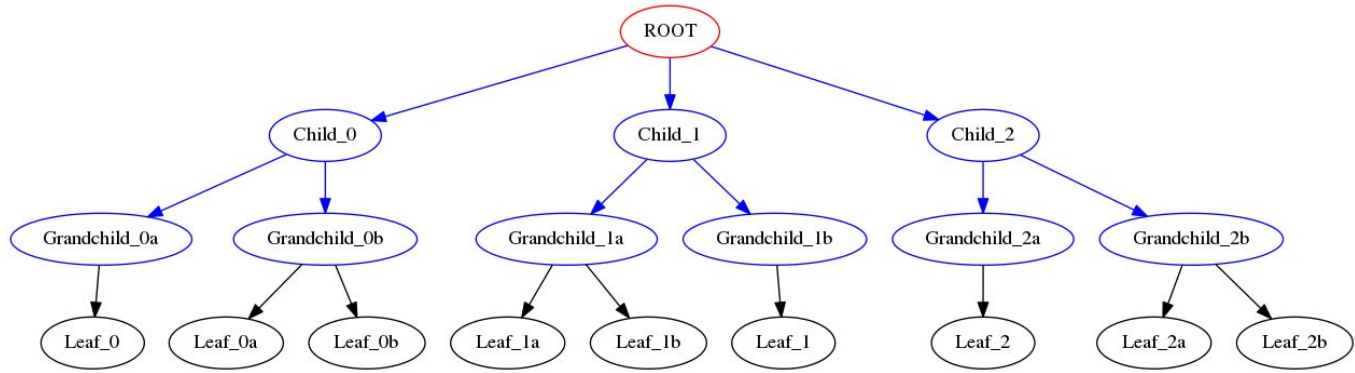 ROOT
Child_0
Child_1
Child_2
Grandchild_0a
Grandchild_0b
Grandchild_1a
Grandchild_1b
Grandchild_2a
Grandchild_2b
Leaf_0
Leaf_0a
Leaf_0b
Leaf_1a
Leaf_1b
Leaf_1
Leaf_2
Leaf_2a
Leaf_2b